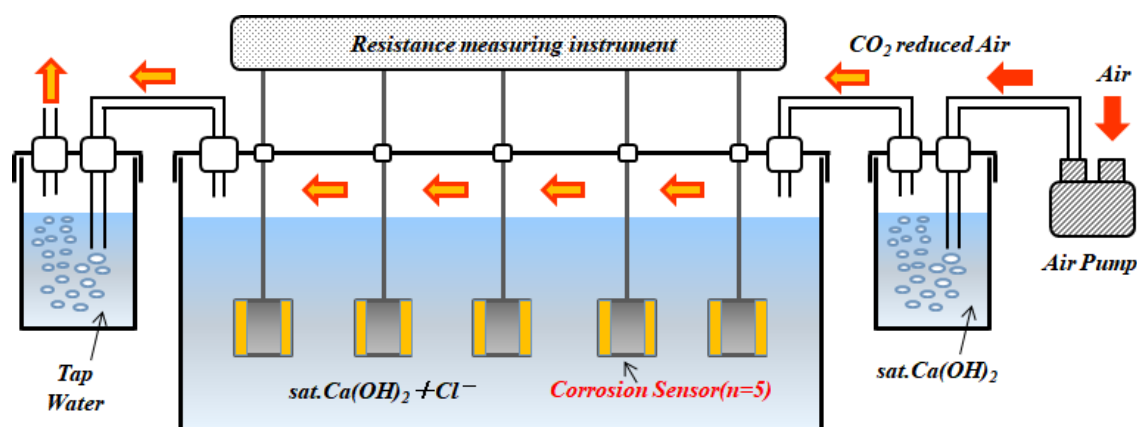 Resistance measuring instrument
CO₂ reduced Air
Air
Air Pump
Tap
Water
sat.Ca(OH)₂ +Cl⁻
Corrosion Sensor(n=5)
sat.Ca(OH)₂